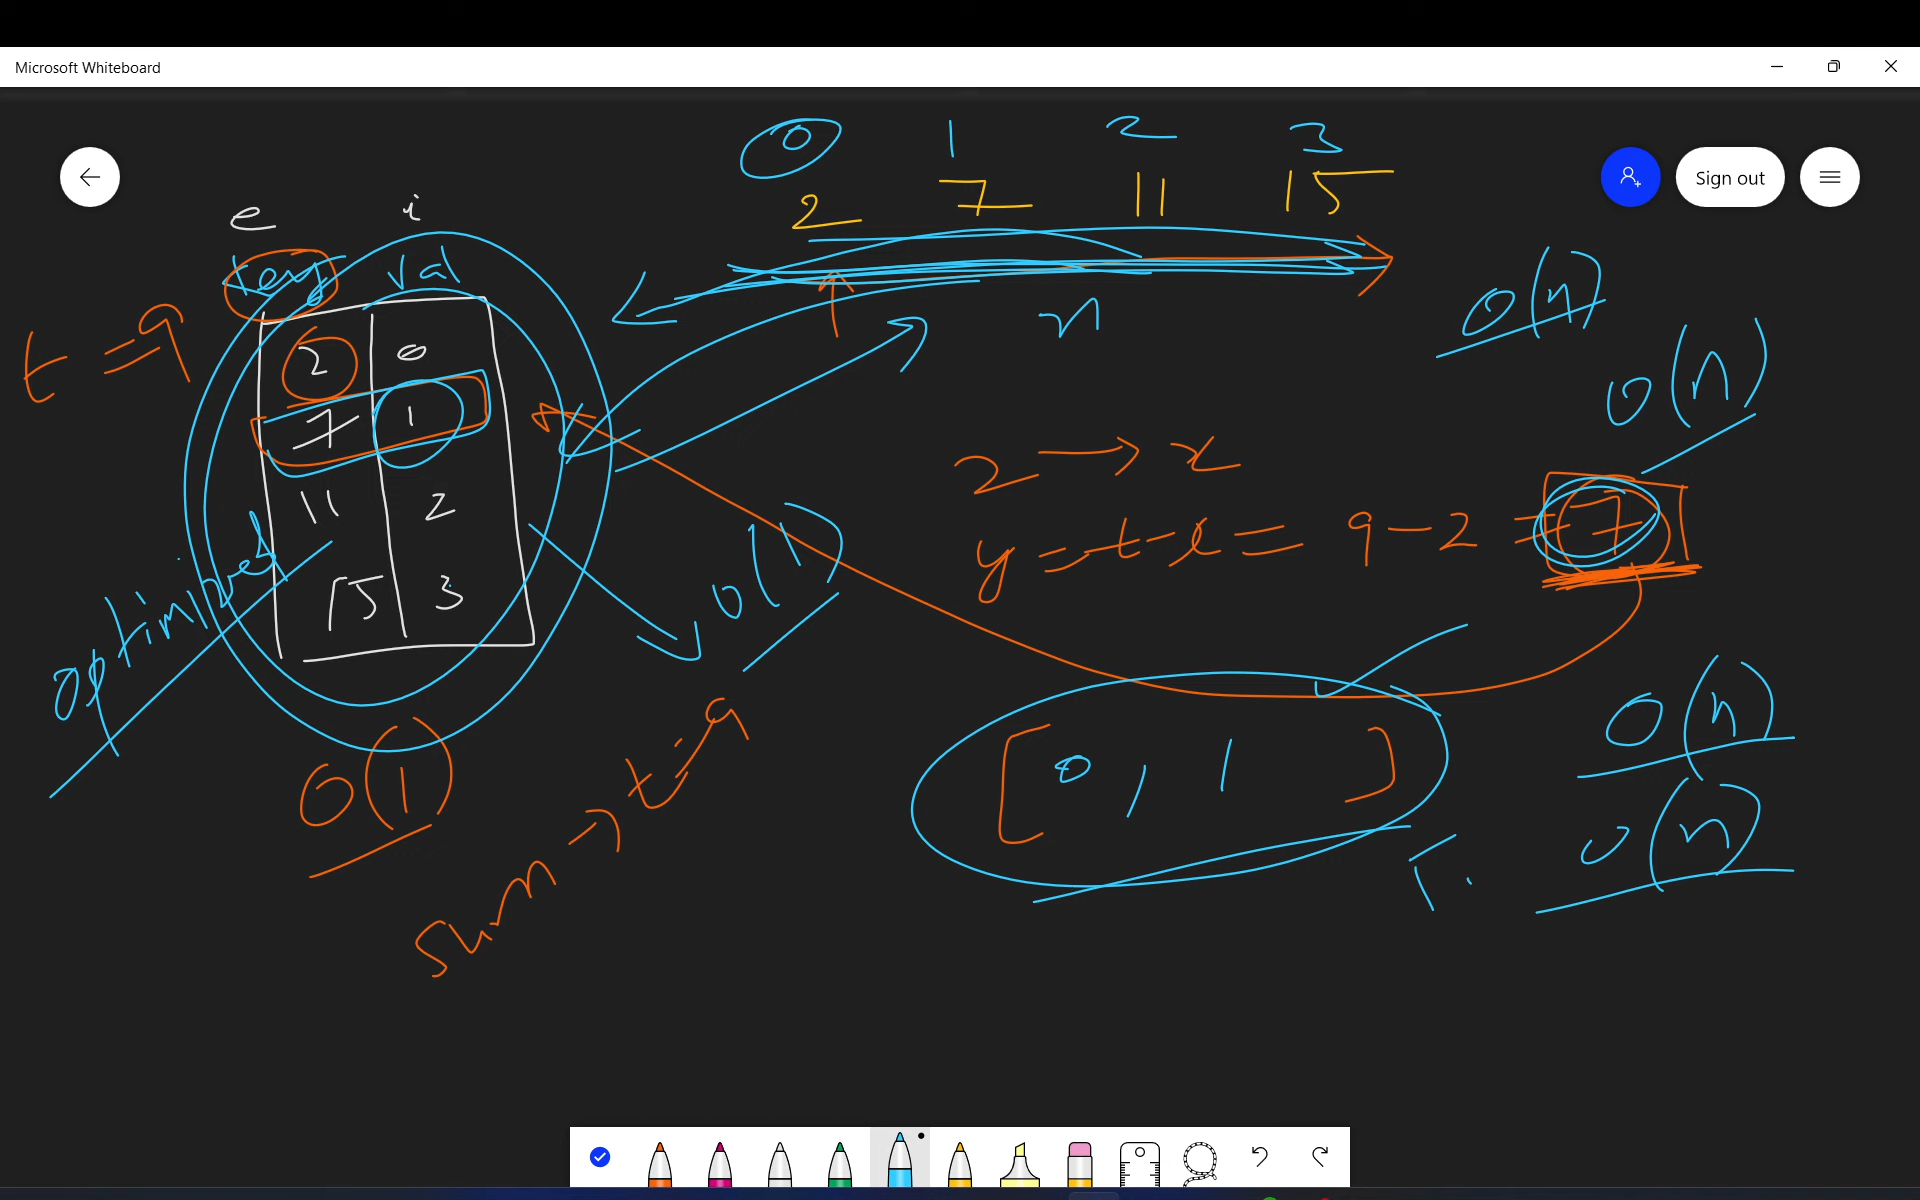 Microsoft Whiteboard
0 1 2 3
2 7 11 15
Sign out
e i
key val
t = 9
2 0
7 1
11 2
15 3
n
O(n)
O(n)
2 → x
y = t - x = 9 - 2 = 7
optimized
O(1)
O(1)
sum → t = 9
[0, 1]
O(n)
O(n)